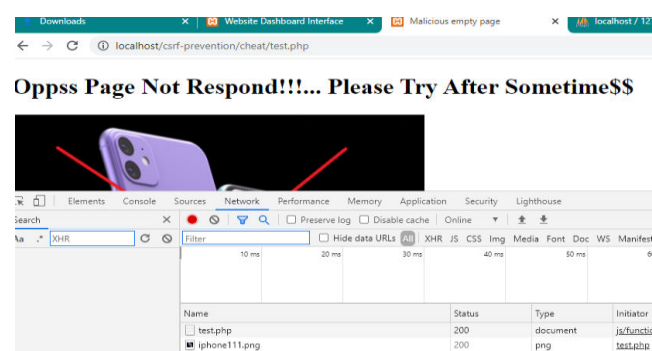 Downloads × Website Dashboard Interface × Malicious empty page × localhost / 12
localhost/csrf-prevention/cheat/test.php
Oppss Page Not Respond!!!... Please Try After Sometime$$
Elements Console Sources Network Performance Memory Application Security Lighthouse
Search × Preserve log Disable cache Online
Aa .* XHR Filter Hide data URLs All XHR JS CSS Img Media Font Doc WS Manifest
10 ms 20 ms 30 ms 40 ms 50 ms
Name Status Type Initiator
test.php 200 document js/functio
iphone111.png 200 png test.php